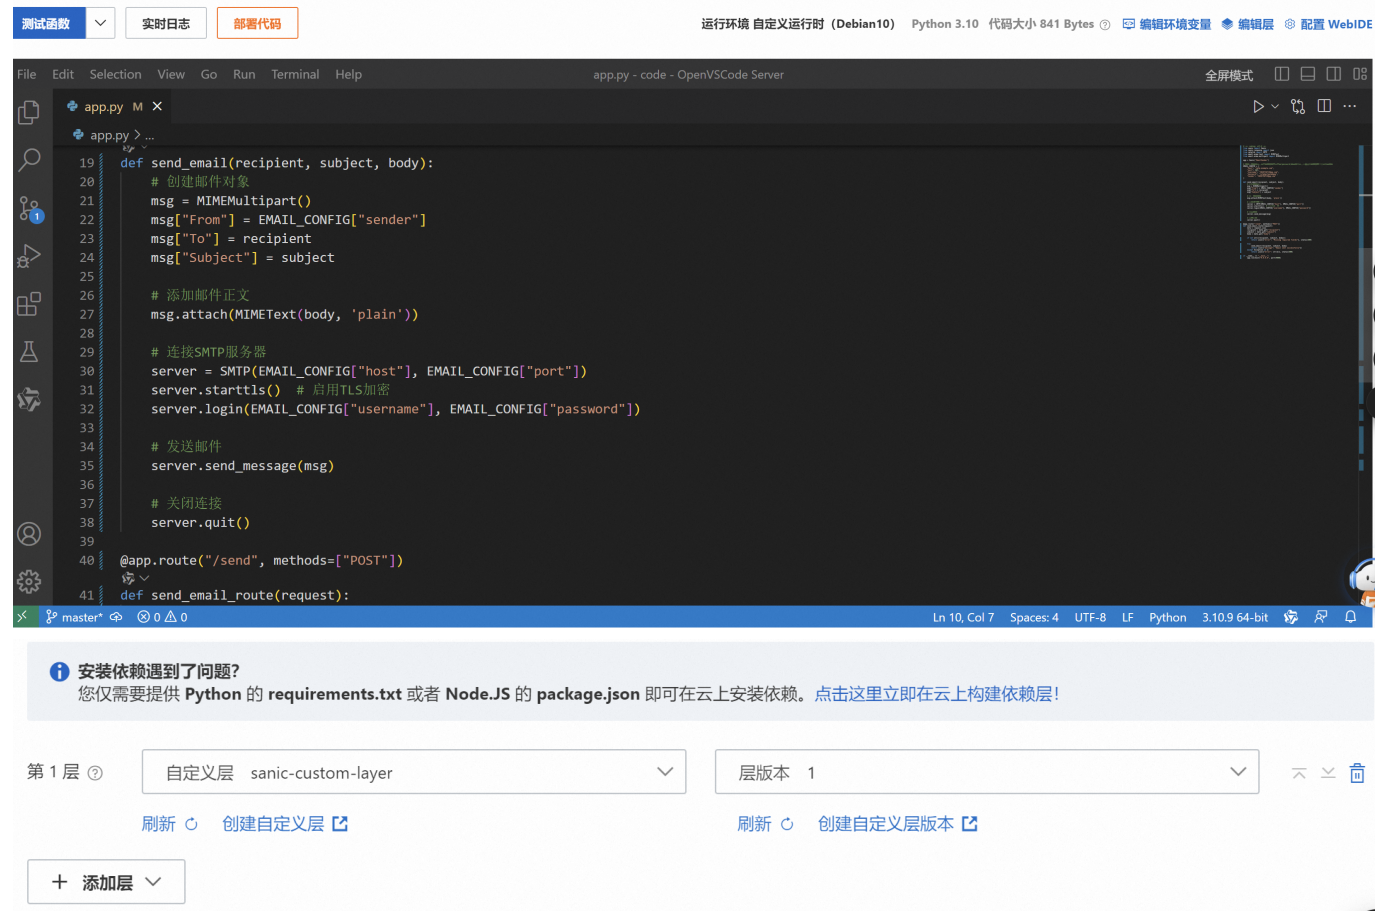 测试函数 实时日志 部署代码 运行环境 自定义运行时（Debian10） Python 3.10 代码大小 841 Bytes 编辑环境变量 编辑层 配置 WebIDE
File Edit Selection View Go Run Terminal Help app.py - code - OpenVSCode Server 全屏模式
app.py M
app.py > ...
19 def send_email(recipient, subject, body):
20 # 创建邮件对象
21 msg = MIMEMultipart()
22 msg["From"] = EMAIL_CONFIG["sender"]
23 msg["To"] = recipient
24 msg["Subject"] = subject
25
26 # 添加邮件正文
27 msg.attach(MIMEText(body, 'plain'))
28
29 # 连接SMTP服务器
30 server = SMTP(EMAIL_CONFIG["host"], EMAIL_CONFIG["port"])
31 server.starttls() # 启用TLS加密
32 server.login(EMAIL_CONFIG["username"], EMAIL_CONFIG["password"])
33
34 # 发送邮件
35 server.send_message(msg)
36
37 # 关闭连接
38 server.quit()
39
40 @app.route("/send", methods=["POST"])
41 def send_email_route(request):
1
master* 0 0 Ln 10, Col 7 Spaces: 4 UTF-8 LF Python 3.10.9 64-bit
安装依赖遇到了问题?
您仅需要提供 Python 的 requirements.txt 或者 Node.JS 的 package.json 即可在云上安装依赖。点击这里立即在云上构建依赖层!
第 1 层 自定义层 sanic-custom-layer 层版本 1
刷新 创建自定义层 刷新 创建自定义层版本
添加层